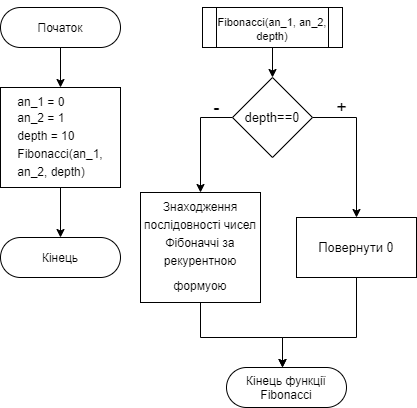 Початок
an_1 = 0
an_2 = 1
depth = 10
Fibonacci(an_1,
an_2, depth)
Кінець
Fibonacci(an_1, an_2,
depth)
depth==0
-
+
Знаходження
послідовності чисел
Фібоначчі за
рекурентною
формуою
Повернути 0
Кінець функції
Fibonacci